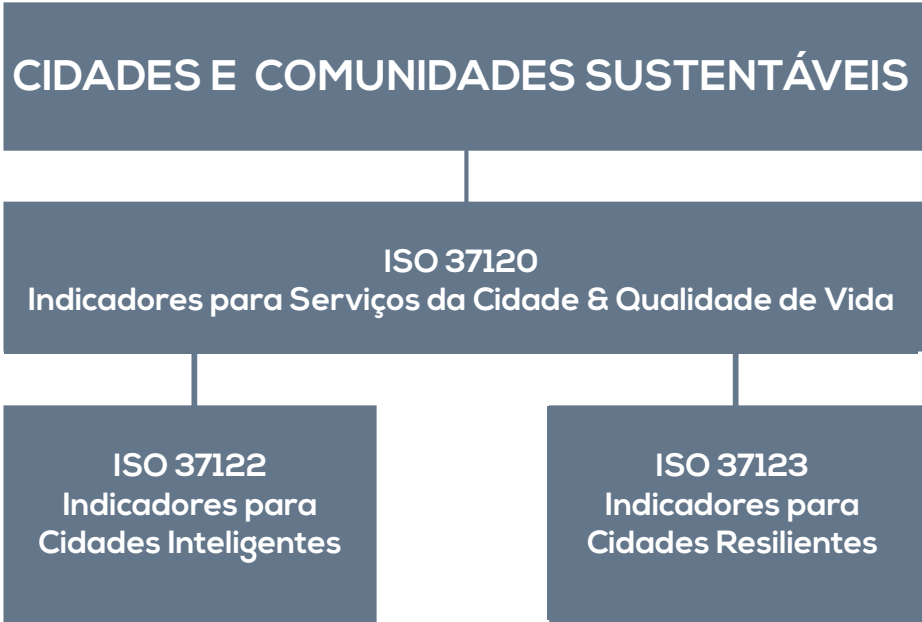 CIDADES E COMUNIDADES SUSTENTÁVEIS
ISO 37120
Indicadores para Serviços da Cidade & Qualidade de Vida
ISO 37122
Indicadores para
Cidades Inteligentes
ISO 37123
Indicadores para
Cidades Resilientes